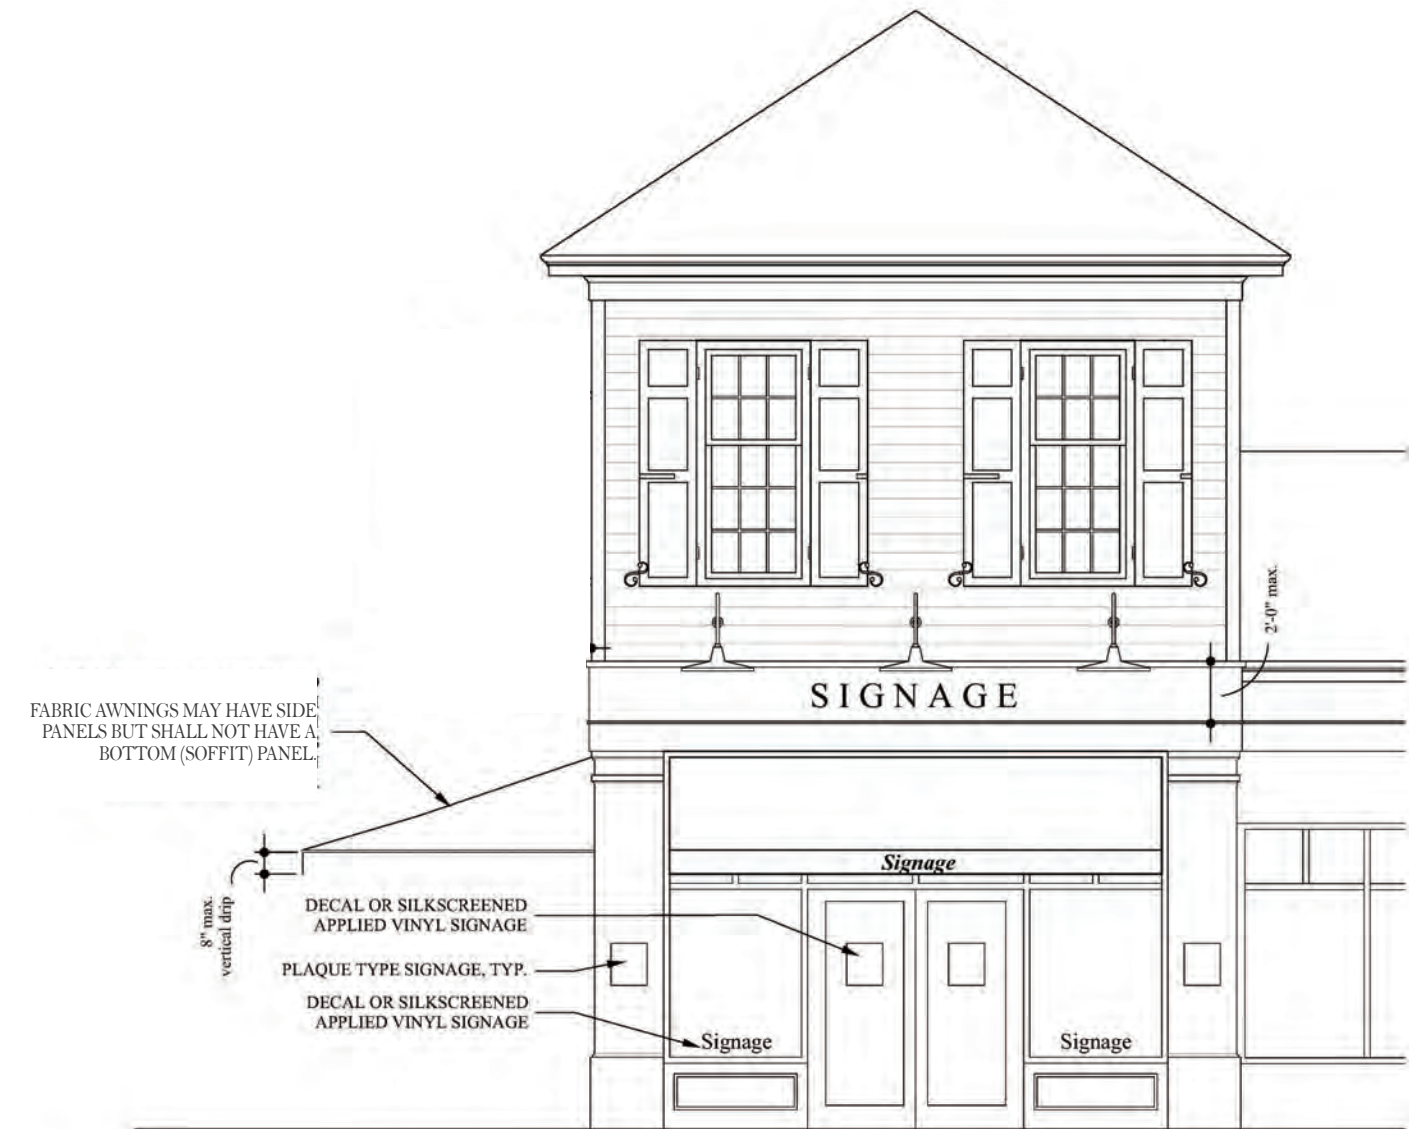 2'-0" max.
SIGNAGE
FABRIC AWNINGS MAY HAVE SIDE
PANELS BUT SHALL NOT HAVE A
BOTTOM (SOFFIT) PANEL.
Signage
8" max.
vertical drip
DECAL OR SILKSCREENED
APPLIED VINYL SIGNAGE
PLAQUE TYPE SIGNAGE, TYP.
DECAL OR SILKSCREENED
APPLIED VINYL SIGNAGE
Signage
Signage